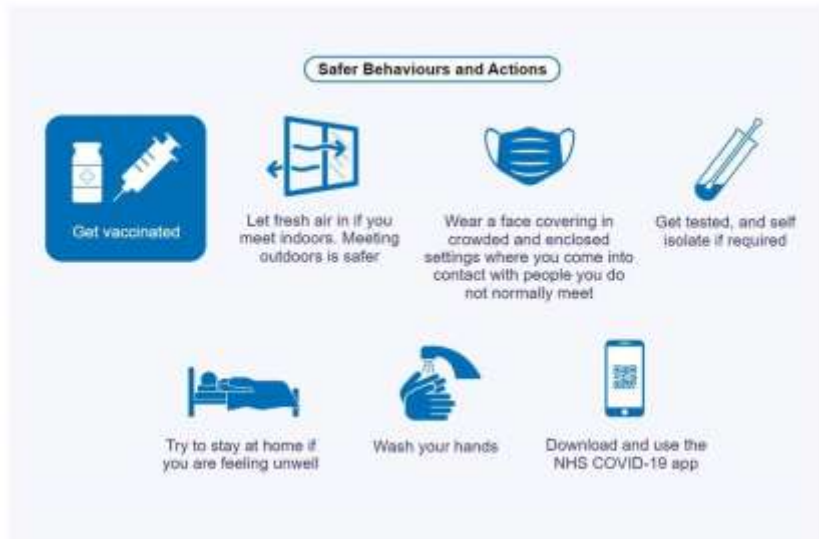 Safer Behaviours and Actions
Get vaccinated
Let fresh air in if you
meet indoors. Meeting
outdoors is safer
Wear a face covering in
crowded and enclosed
settings where you come into
contact with people you do
not normally meet
Get tested, and self
isolate if required
Try to stay at home if
you are feeling unwell
Wash your hands
Download and use the
NHS COVID-19 app